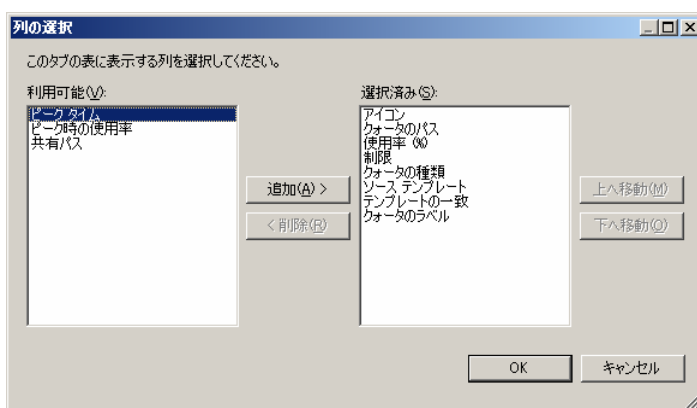 列の選択
このタブの表に表示する列を選択してください。
利用可能(V):
ピーク タイム
ピーク時の使用率
共有パス
追加(A) >
< 削除(R)
選択済み(S):
アイコン
クォータのパス
使用率 (%)
制限
クォータの種類
ソース テンプレート
テンプレートの一致
クォータのラベル
上へ移動(M)
下へ移動(O)
OK
キャンセル